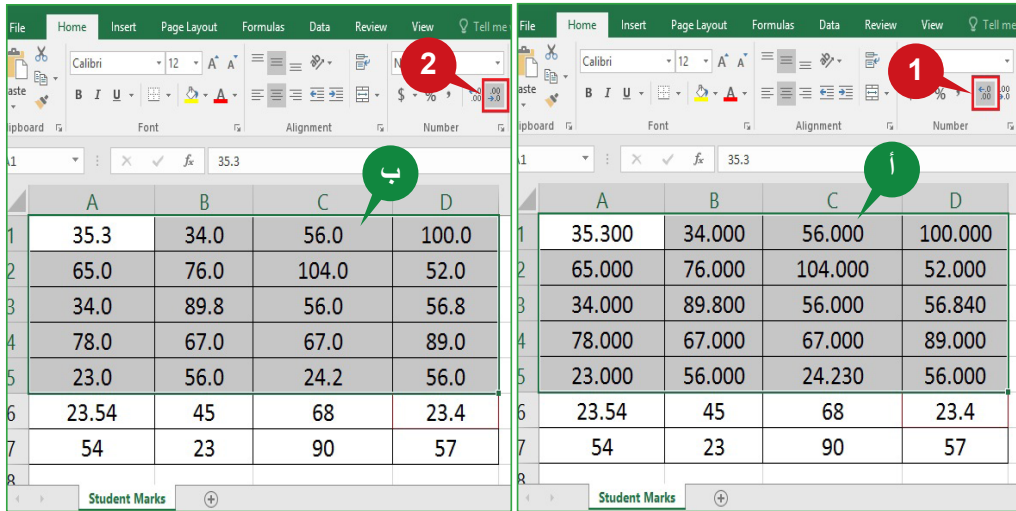 File Home Insert Page Layout Formulas Data Review View Tell me
Calibri 12
B I U $ %
Font Alignment Number
fx 35.3
2
ب
A B C D
1 35.3 34.0 56.0 100.0
2 65.0 76.0 104.0 52.0
3 34.0 89.8 56.0 56.8
4 78.0 67.0 67.0 89.0
5 23.0 56.0 24.2 56.0
6 23.54 45 68 23.4
7 54 23 90 57
8
Student Marks
File Home Insert Page Layout Formulas Data Review View Tell me
Calibri 12
B I U %
Font Alignment Number
fx 35.3
1
أ
A B C D
1 35.300 34.000 56.000 100.000
2 65.000 76.000 104.000 52.000
3 34.000 89.800 56.000 56.840
4 78.000 67.000 67.000 89.000
5 23.000 56.000 24.230 56.000
6 23.54 45 68 23.4
7 54 23 90 57
8
Student Marks